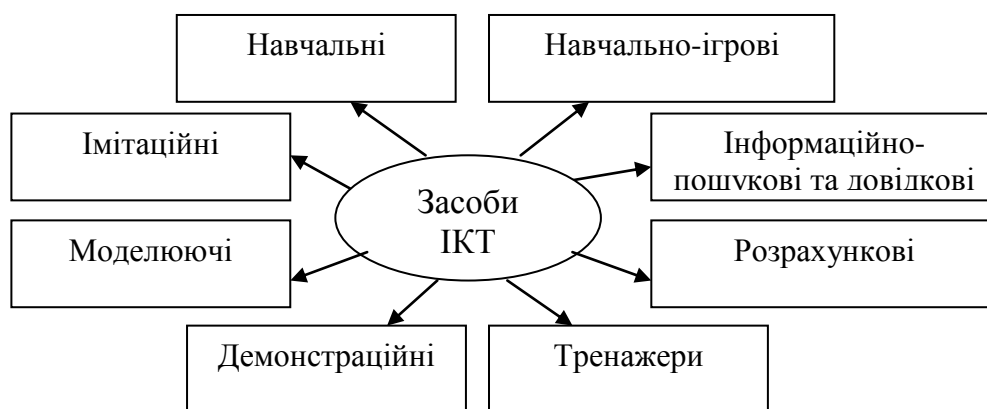 Навчальні
Навчально-ігрові
Імітаційні
Інформаційно-
пошукові та довідкові
Засоби
ІКТ
Моделюючі
Розрахункові
Демонстраційні
Тренажери